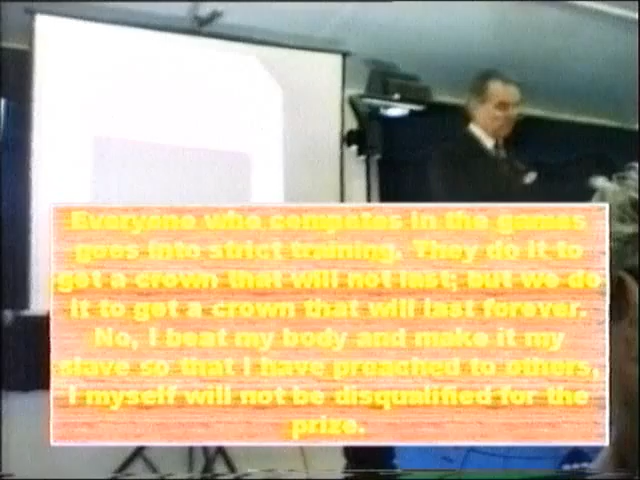 Everyone who competes in the games
goes into strict training. They do it to
get a crown that will not last; but we do
it to get a crown that will last forever.
No, I beat my body and make it my
slave so that I have preached to others,
I myself will not be disqualified for the
prize.